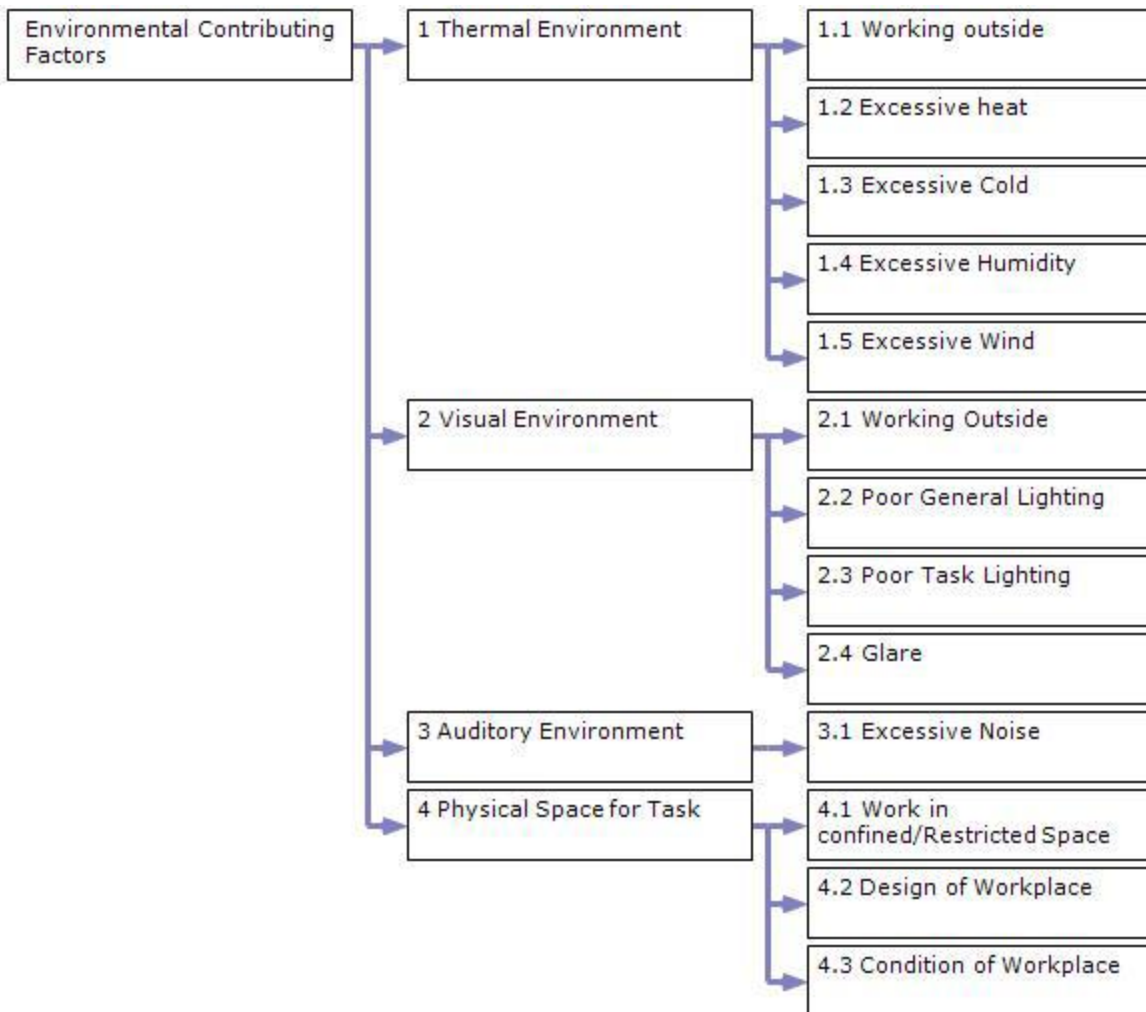 Environmental Contributing
Factors
1 Thermal Environment
1.1 Working outside
1.2 Excessive heat
1.3 Excessive Cold
1.4 Excessive Humidity
1.5 Excessive Wind
2 Visual Environment
2.1 Working Outside
2.2 Poor General Lighting
2.3 Poor Task Lighting
2.4 Glare
3 Auditory Environment
3.1 Excessive Noise
4 Physical Space for Task
4.1 Work in
confined/Restricted Space
4.2 Design of Workplace
4.3 Condition of Workplace